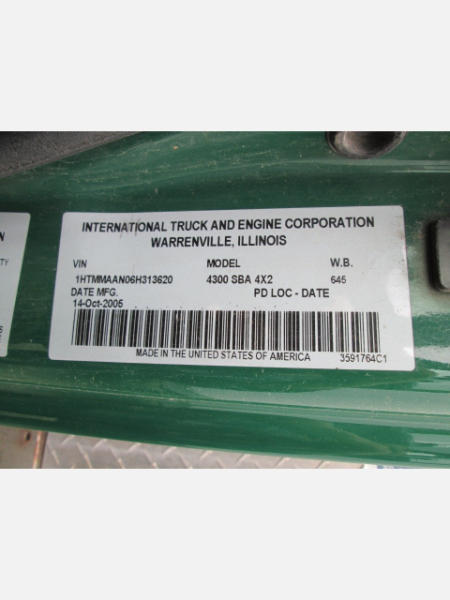 INTERNATIONAL TRUCK AND ENGINE CORPORATION
WARRENVILLE, ILLINOIS
VIN MODEL W.B.
1HTMMAAN06H313620 4300 SBA 4X2 645
DATE MFG. PD LOC - DATE
14-Oct-2005
MADE IN THE UNITED STATES OF AMERICA 3591764C1